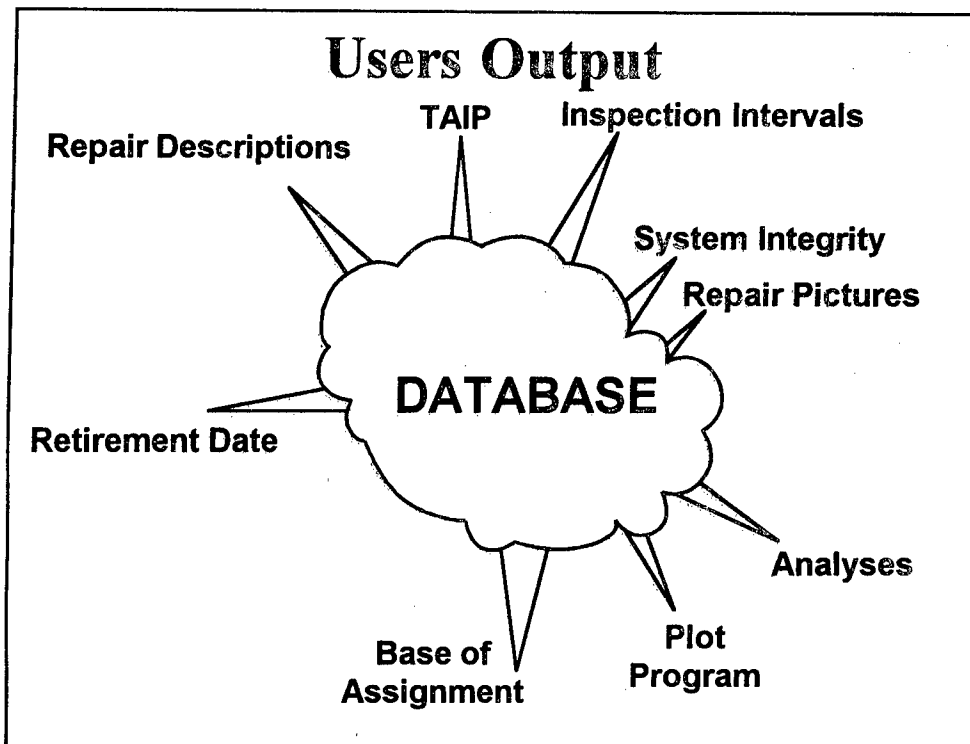 Users Output
TAIP
Inspection Intervals
Repair Descriptions
System Integrity
Repair Pictures
DATABASE
Retirement Date
Analyses
Plot
Program
Base of
Assignment